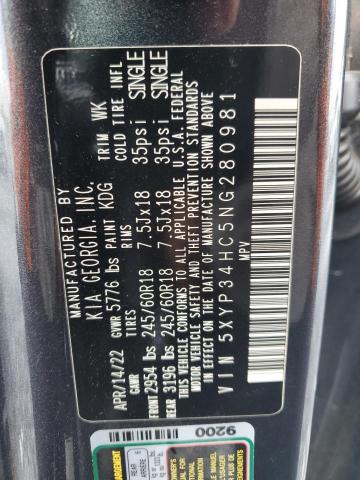 MANUFACTURED BY
KIA GEORGIA, INC.
APR/14/22 PAINT KDG TRIM WK
GVWR 5776 lbs
GAWR TIRES RIMS COLD TIRE INFL
FRONT 2954 lbs 245/60R18 7.5Jx18 35psi SINGLE
REAR 3196 lbs 245/60R18 7.5Jx18 35psi SINGLE
THIS VEHICLE CONFORMS TO ALL APPLICABLE U.S.A. FEDERAL
MOTOR VEHICLE SAFETY AND THEFT PREVENTION STANDARDS
IN EFFECT ON THE DATE OF MANUFACTURE SHOWN ABOVE.
VIN 5XYP34HC5NG280981
MPV
9200
REAR
ARRIÈRE